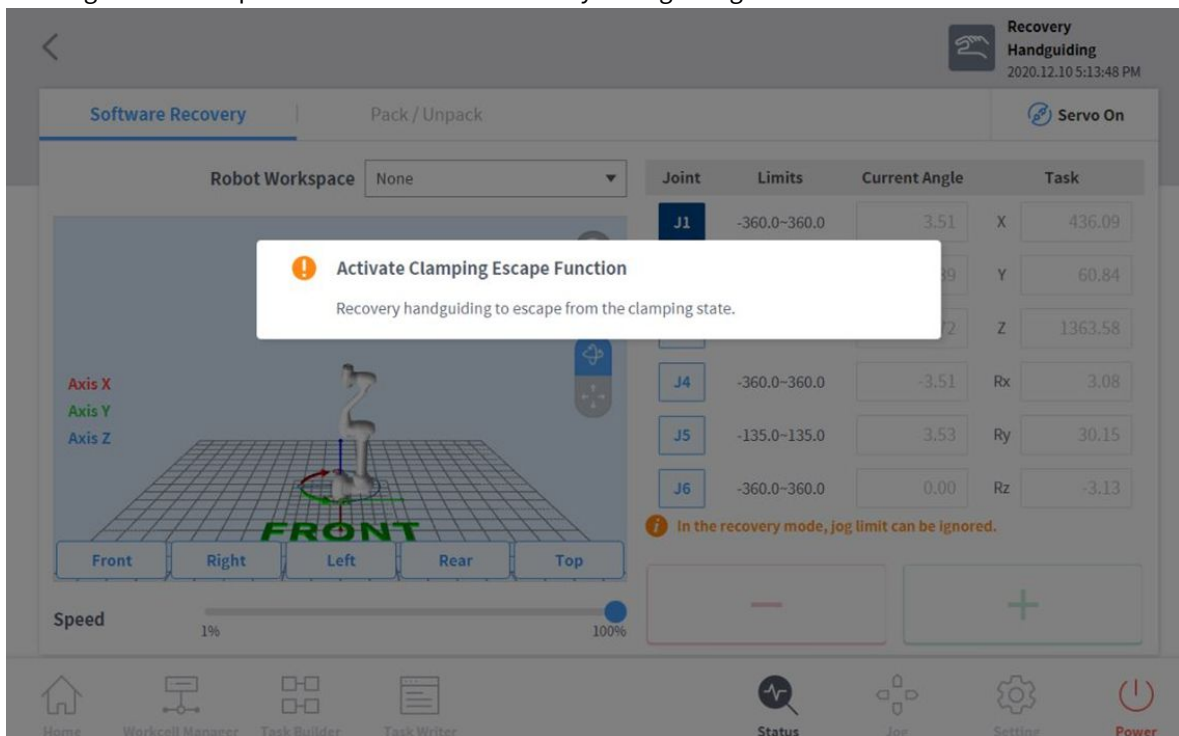 Recovery
Handguiding
2020.12.10 5:13:48 PM
Software Recovery
Pack / Unpack
Servo On
Robot Workspace
None
Joint Limits Current Angle Task
J1 -360.0~360.0 3.51 X 436.09
Activate Clamping Escape Function
Recovery handguiding to escape from the clamping state.
Y 60.84
Z 1363.58
Axis X
Axis Y
Axis Z
J4 -360.0~360.0 -3.51 Rx 3.08
J5 -135.0~135.0 3.53 Ry 30.15
J6 -360.0~360.0 0.00 Rz -3.13
FRONT
In the recovery mode, jog limit can be ignored.
Front Right Left Rear Top
Speed
1% 100%
Home Workcell Manager Task Builder Task Writer Status Jog Setting Power